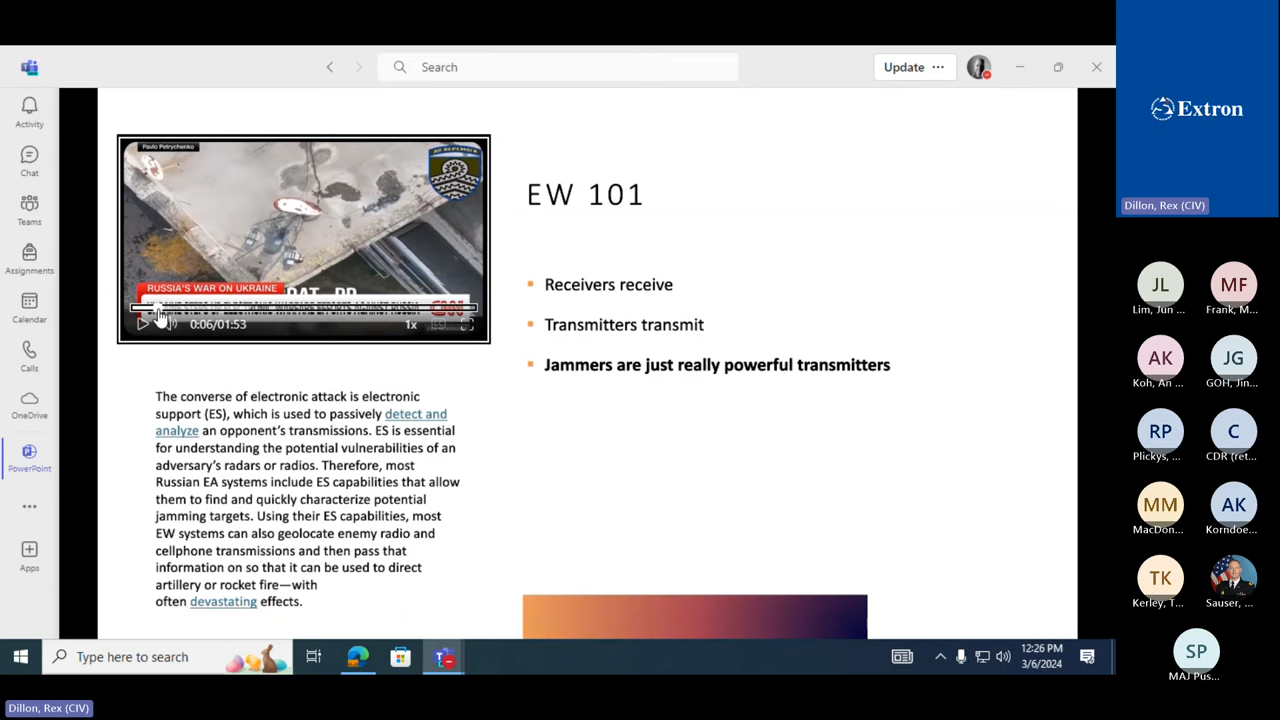 Search
Update
Extron
Dillon, Rex (CIV)
Activity
Chat
Teams
Assignments
Calendar
Calls
OneDrive
PowerPoint
Apps
Pavlo Petrychenko
RUSSIA'S WAR ON UKRAINE
0:06/01:53
1x
EW 101
Receivers receive
Transmitters transmit
Jammers are just really powerful transmitters
The converse of electronic attack is electronic
support (ES), which is used to passively detect and
analyze an opponent's transmissions. ES is essential
for understanding the potential vulnerabilities of an
adversary's radars or radios. Therefore, most
Russian EA systems include ES capabilities that allow
them to find and quickly characterize potential
jamming targets. Using their ES capabilities, most
EW systems can also geolocate enemy radio and
cellphone transmissions and then pass that
information on so that it can be used to direct
artillery or rocket fire—with
often devastating effects.
JL
Lim, Jun ...
MF
Frank, M...
AK
Koh, An ...
JG
GOH, Jin...
RP
Plickys, ...
C
CDR (ret...
MM
MacDon...
AK
Korndoe...
TK
Kerley, T...
Sauser, ...
SP
MAJ Pus...
Type here to search
12:26 PM
3/6/2024
Dillon, Rex (CIV)